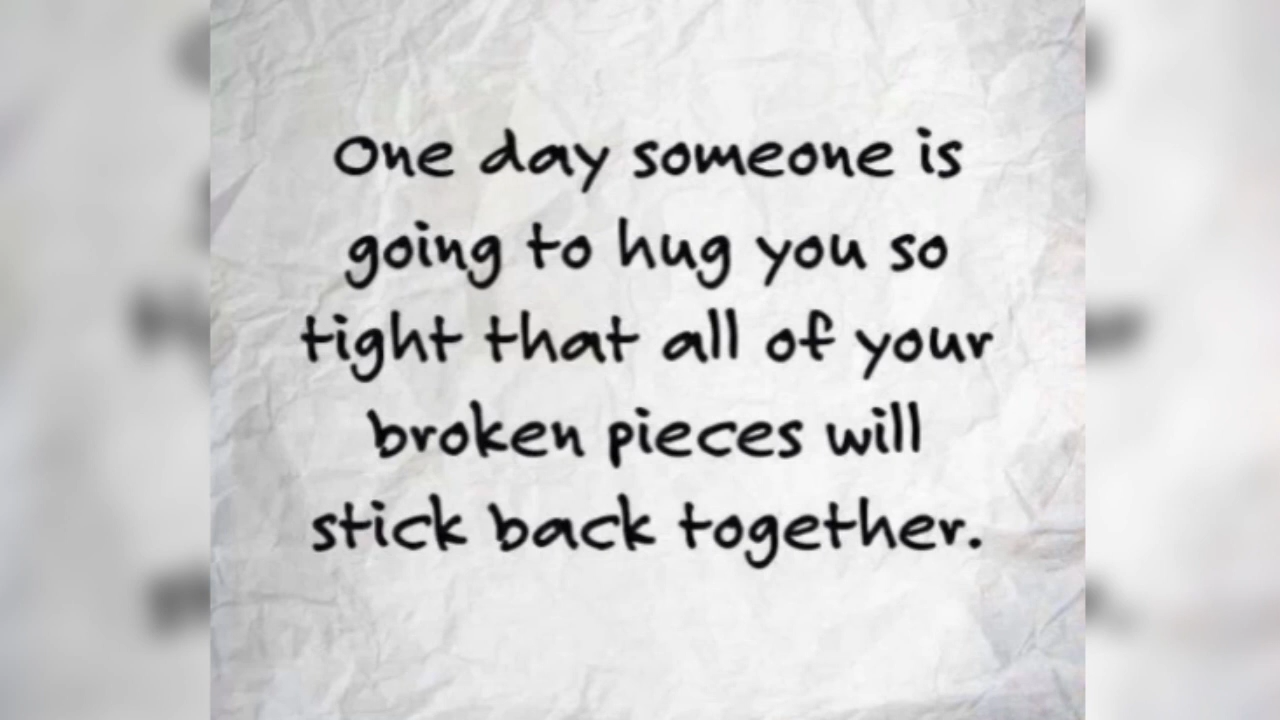 One day someone is
going to hug you so
tight that all of your
broken pieces will
stick back together.